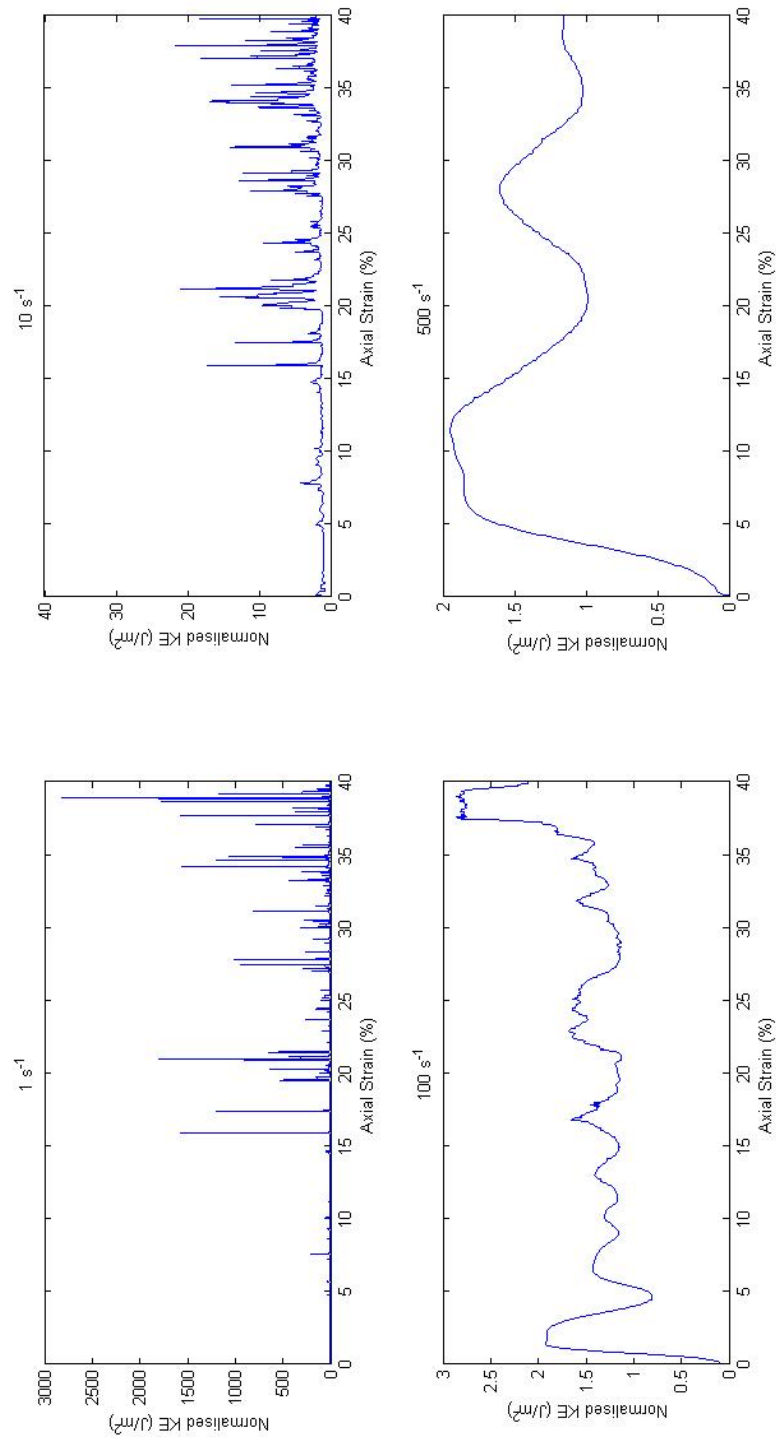 1 s⁻¹
Normalised KE (J/m²)
3000
2500
2000
1500
1000
500
0
0 5 10 15 20 25 30 35 40
Axial Strain (%)
10 s⁻¹
Normalised KE (J/m²)
40
30
20
10
0
0 5 10 15 20 25 30 35 40
Axial Strain (%)
100 s⁻¹
Normalised KE (J/m²)
3
2.5
2
1.5
1
0.5
0
0 5 10 15 20 25 30 35 40
Axial Strain (%)
500 s⁻¹
Normalised KE (J/m²)
2
1.5
1
0.5
0
0 5 10 15 20 25 30 35 40
Axial Strain (%)